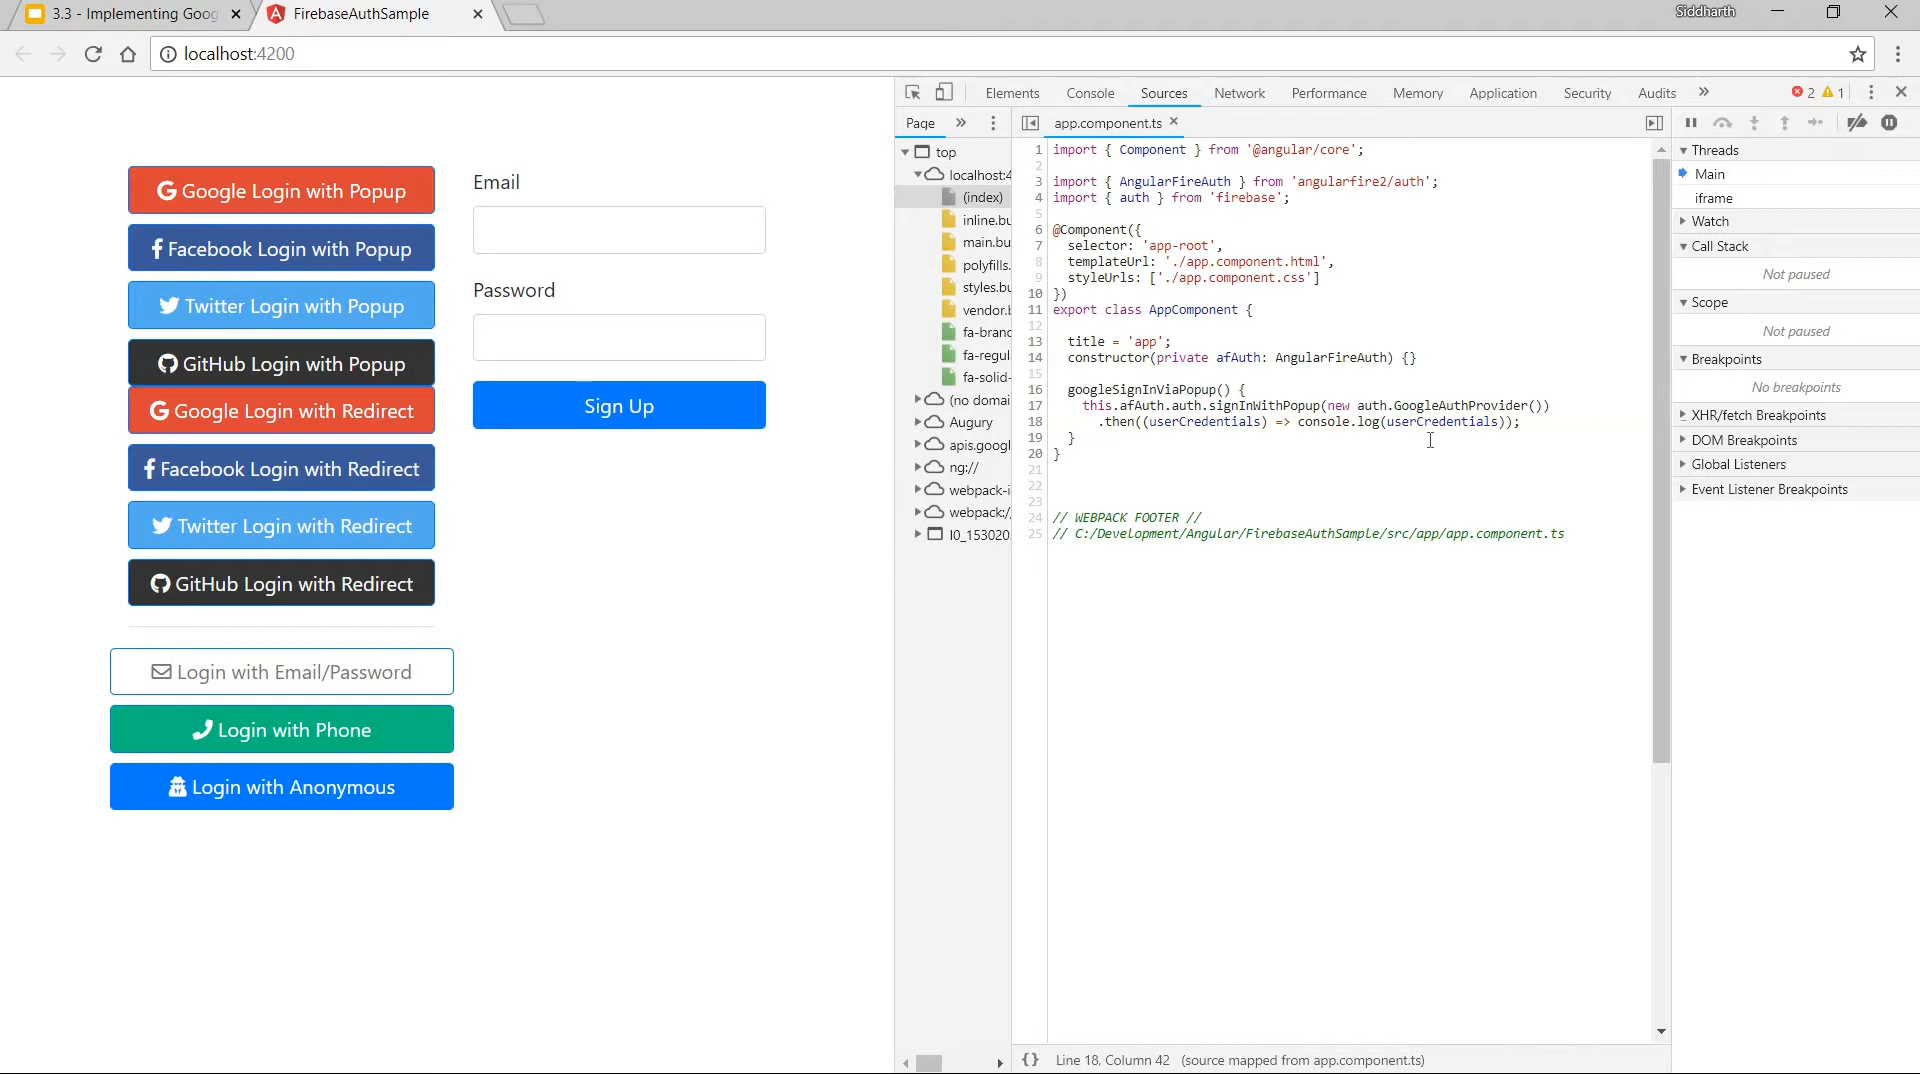 3.3 - Implementing Goog
FirebaseAuthSample
Siddharth
localhost:4200
Google Login with Popup
Facebook Login with Popup
Twitter Login with Popup
GitHub Login with Popup
Google Login with Redirect
Facebook Login with Redirect
Twitter Login with Redirect
GitHub Login with Redirect
Login with Email/Password
Login with Phone
Login with Anonymous
Email
Password
Sign Up
Elements Console Sources Network Performance Memory Application Security Audits » 2 1
Page »
top
localhost:4
(index)
inline.bu
main.bu
polyfills.
styles.bu
vendor.b
fa-branc
fa-regul
fa-solid-
(no domai
Augury
apis.googl
ng://
webpack-i
webpack:/
I0_153020
app.component.ts
1 import { Component } from '@angular/core';
2
3 import { AngularFireAuth } from 'angularfire2/auth';
4 import { auth } from 'firebase';
5
6 @Component({
7 selector: 'app-root',
8 templateUrl: './app.component.html',
9 styleUrls: ['./app.component.css']
10 })
11 export class AppComponent {
12
13 title = 'app';
14 constructor(private afAuth: AngularFireAuth) {}
15
16 googleSignInViaPopup() {
17 this.afAuth.auth.signInWithPopup(new auth.GoogleAuthProvider())
18 .then((userCredentials) => console.log(userCredentials));
19 }
20 }
21
22
23
24 // WEBPACK FOOTER //
25 // C:/Development/Angular/FirebaseAuthSample/src/app/app.component.ts
{} Line 18, Column 42 (source mapped from app.component.ts)
Threads
Main
iframe
Watch
Call Stack
Not paused
Scope
Not paused
Breakpoints
No breakpoints
XHR/fetch Breakpoints
DOM Breakpoints
Global Listeners
Event Listener Breakpoints